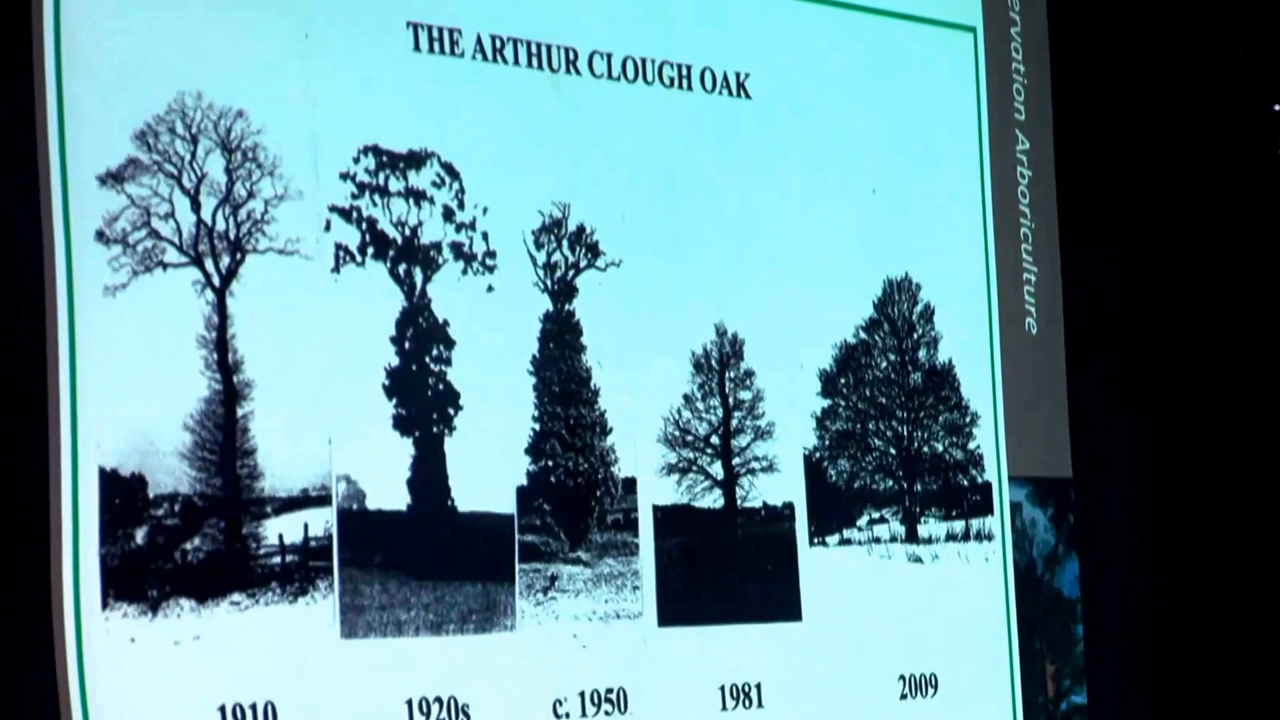 THE ARTHUR CLOUGH OAK
1910
1920s
c. 1950
1981
2009
ervation Arboriculture